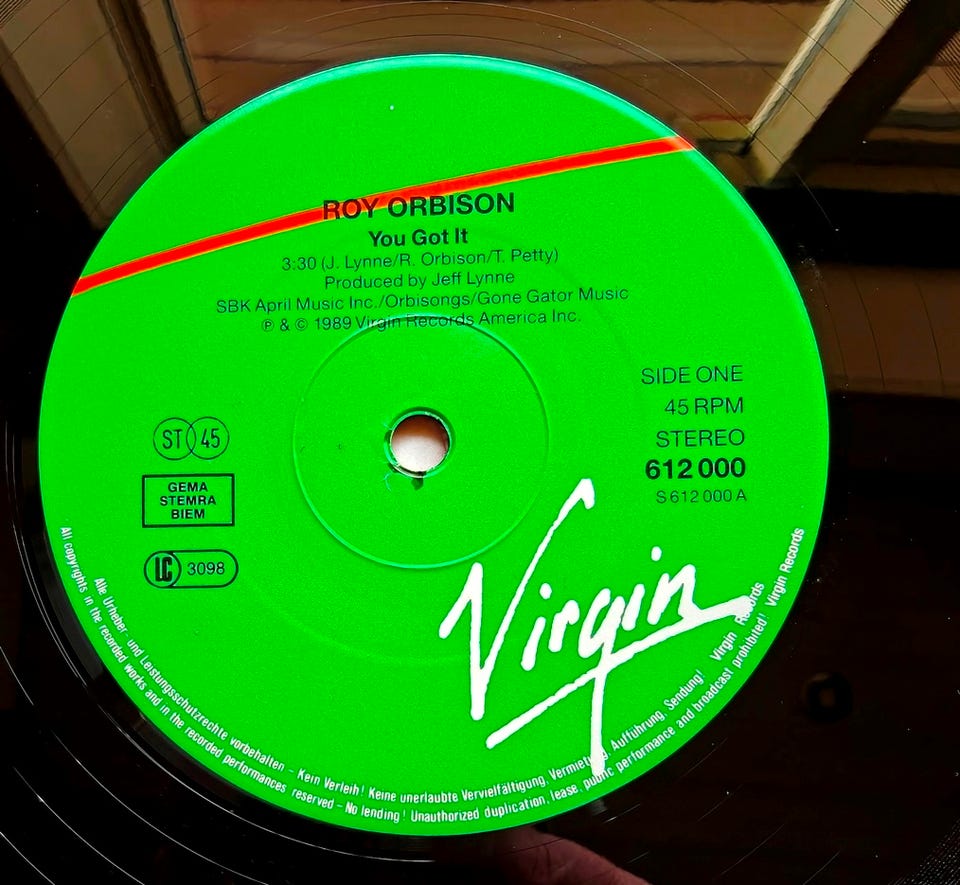 ROY ORBISON
You Got It
3:30 (J. Lynne/R. Orbison/T. Petty)
Produced by Jeff Lynne
SBK April Music Inc./Orbisongs/Gone Gator Music
℗ & © 1989 Virgin Records America Inc.
SIDE ONE
45 RPM
STEREO
612 000
S 612 000 A
ST 45
GEMA
STEMRA
BIEM
LC 3098
Virgin
Alle Urheber- und Leistungsschutzrechte vorbehalten – Kein Verleih! Keine unerlaubte Vervielfältigung, Vermietung, Aufführung, Sendung! Virgin Records
All copyrights in the recorded works and in the recorded performances reserved – No lending! Unauthorized duplication, lease, public performance and broadcast prohibited! Virgin Records